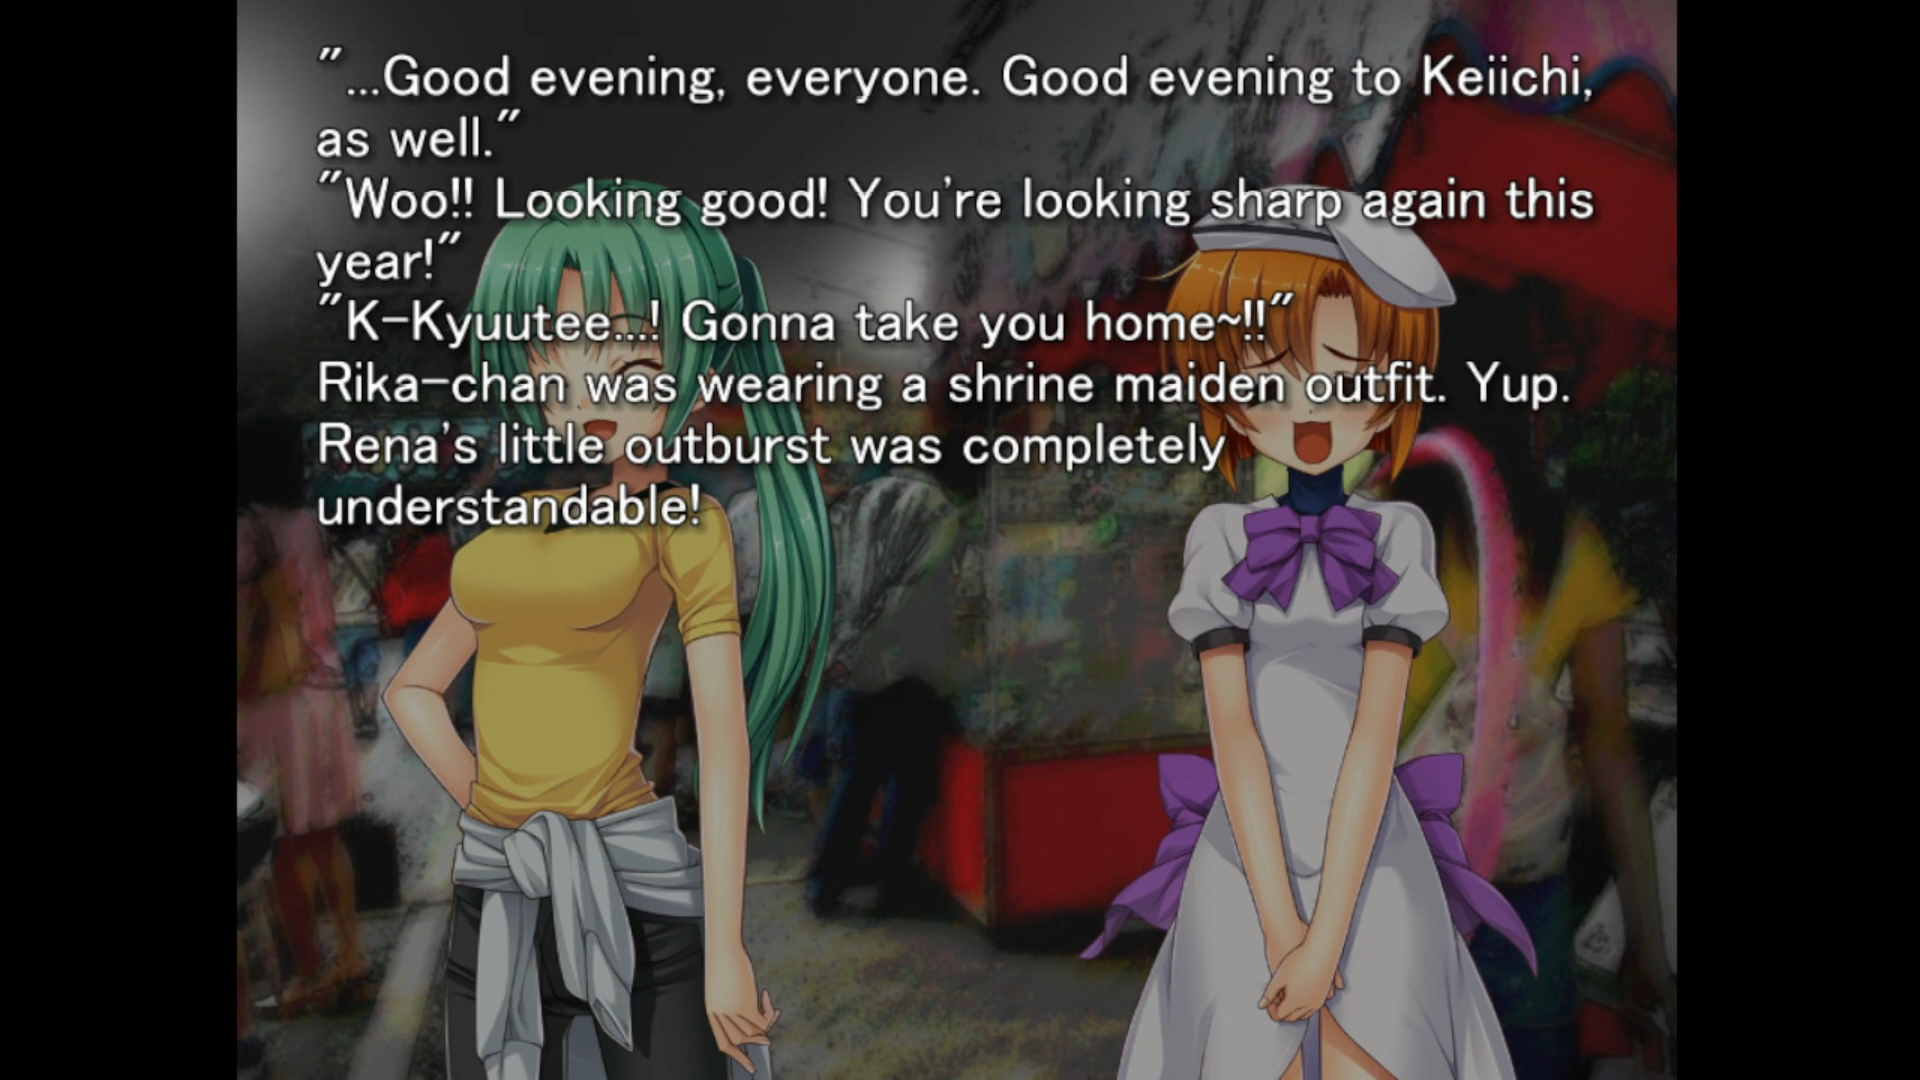 "...Good evening, everyone. Good evening to Keiichi,
as well."
"Woo!! Looking good! You're looking sharp again this
year!"
"K-Kyuutee...! Gonna take you home~!!"
Rika-chan was wearing a shrine maiden outfit. Yup.
Rena's little outburst was completely
understandable!